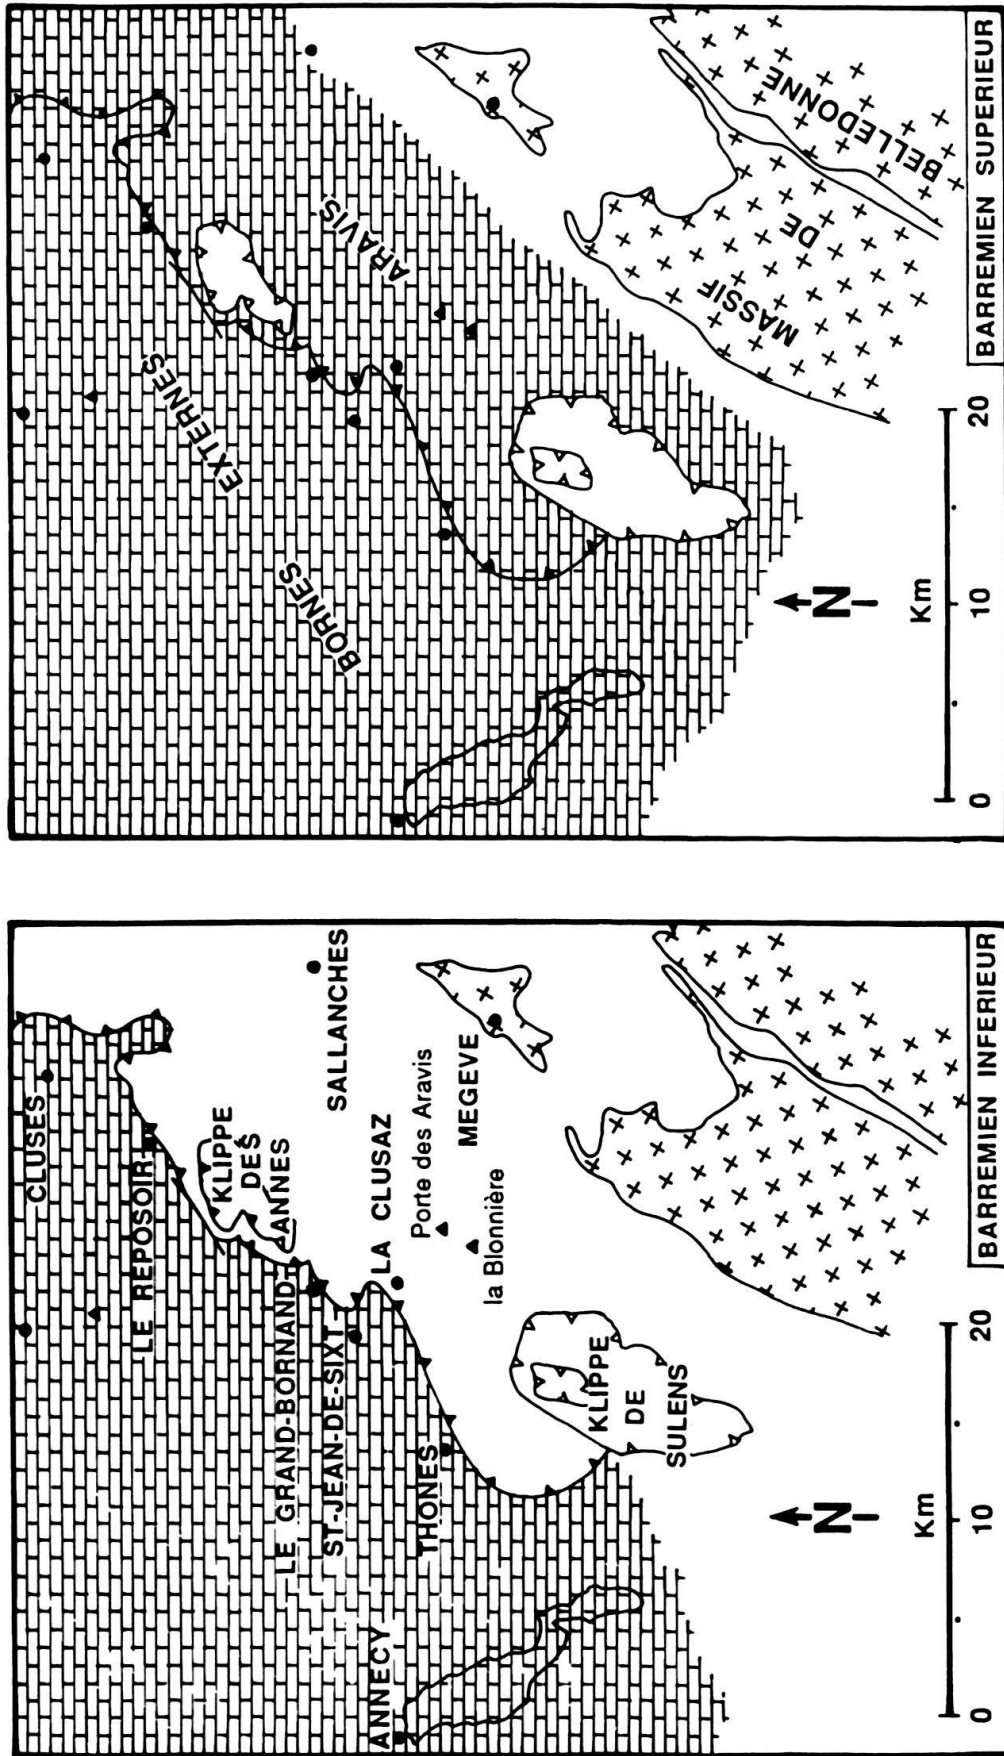 CLUSES
LE REPOSOIR
KLIPPE
DES
ANNES
LE GRAND-BORNAND
SALLANCHES
ST-JEAN-DE-SIXT
ANNECY
LA CLUSAZ
THONES
Porte des Aravis
MEGEVE
la Blonnière
KLIPPE
DE
SULENS
N
Km
0 10 20
BARREMIEN INFERIEUR
BORNES EXTERNES
ARAVIS
MASSIF DE BELLEDONNE
N
Km
0 10 20
BARREMIEN SUPERIEUR